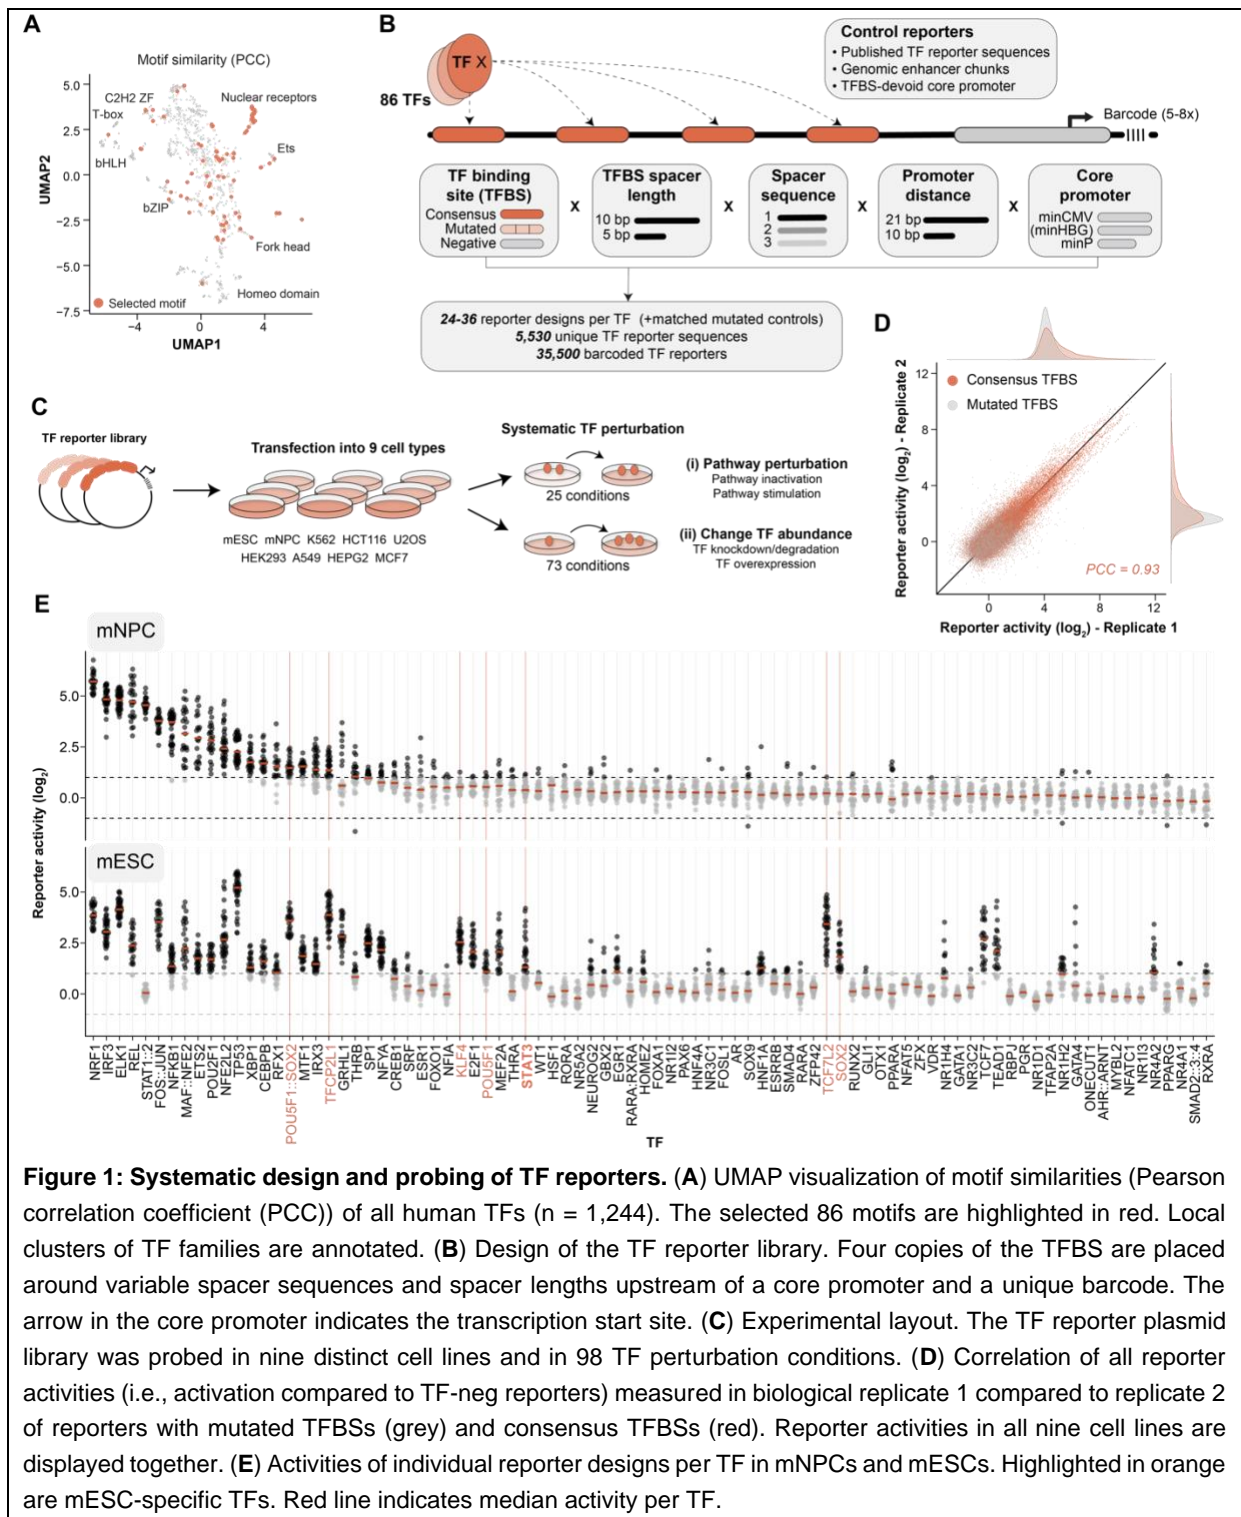 A
Motif similarity (PCC)
5.0
2.5
0.0
−2.5
−5.0
−7.5
UMAP2
C2H2 ZF
T-box
bHLH
bZIP
Nuclear receptors
Ets
Fork head
Homeo domain
Selected motif
−4
0
4
UMAP1
B
TF X
86 TFs
Control reporters
• Published TF reporter sequences
• Genomic enhancer chunks
• TFBS-devoid core promoter
Barcode (5-8x)
TF binding
site (TFBS)
Consensus
Mutated
Negative
X
TFBS spacer
length
10 bp
5 bp
X
Spacer
sequence
1
2
3
X
Promoter
distance
21 bp
10 bp
X
Core
promoter
minCMV
(minHBG)
minP
24-36 reporter designs per TF (+matched mutated controls)
5,530 unique TF reporter sequences
35,500 barcoded TF reporters
C
TF reporter library
Transfection into 9 cell types
mESC mNPC K562 HCT116 U2OS
HEK293 A549 HEPG2 MCF7
Systematic TF perturbation
25 conditions
(i) Pathway perturbation
Pathway inactivation
Pathway stimulation
73 conditions
(ii) Change TF abundance
TF knockdown/degradation
TF overexpression
D
Reporter activity (log2) - Replicate 2
12
8
4
0
Consensus TFBS
Mutated TFBS
PCC = 0.93
0
4
8
12
Reporter activity (log2) - Replicate 1
E
mNPC
5.0
2.5
0.0
mESC
5.0
2.5
0.0
Reporter activity (log2)
NRF1
IRF3
ELK1
REL
STAT1::2
FOS::JUN
NFKB1
MAF::NFE2
ETS2
POU2F1
NFE2L2
TP53
XBP1
CEBPB
RFX1
POU5F1::SOX2
MTF1
IRX3
TFCP2L1
GRHL1
THRB
SP1
NFYA
CREB1
SRF
ESR1
FOXO1
NFIA
KLF4
E2F1
POU5F1
MEF2A
THRA
STAT3
WT1
HSF1
RORA
NR5A2
NEUROG2
GBX2
EGR1
RARA::RXRA
HOMEZ
FOXA1
NR1I2
PAX6
HNF4A
NR3C1
FOSL1
AR
SOX9
HNF1A
ESRRB
SMAD4
RARA
ZFP42
TCF7L2
SOX2
RUNX2
GLI1
OTX1
PPARA
NFAT5
ZFX
VDR
NR1H4
GATA1
NR3C2
TCF7
TEAD1
RBPJ
PGR
NR1D1
TFAP2A
NR1H2
GATA4
ONECUT1
AHR::ARNT
MYBL2
NFATC1
NR1I3
NR4A2
PPARG
NR4A1
SMAD2::3::4
RXRA
TF
Figure 1: Systematic design and probing of TF reporters. (A) UMAP visualization of motif similarities (Pearson
correlation coefficient (PCC)) of all human TFs (n = 1,244). The selected 86 motifs are highlighted in red. Local
clusters of TF families are annotated. (B) Design of the TF reporter library. Four copies of the TFBS are placed
around variable spacer sequences and spacer lengths upstream of a core promoter and a unique barcode. The
arrow in the core promoter indicates the transcription start site. (C) Experimental layout. The TF reporter plasmid
library was probed in nine distinct cell lines and in 98 TF perturbation conditions. (D) Correlation of all reporter
activities (i.e., activation compared to TF-neg reporters) measured in biological replicate 1 compared to replicate 2
of reporters with mutated TFBSs (grey) and consensus TFBSs (red). Reporter activities in all nine cell lines are
displayed together. (E) Activities of individual reporter designs per TF in mNPCs and mESCs. Highlighted in orange
are mESC-specific TFs. Red line indicates median activity per TF.